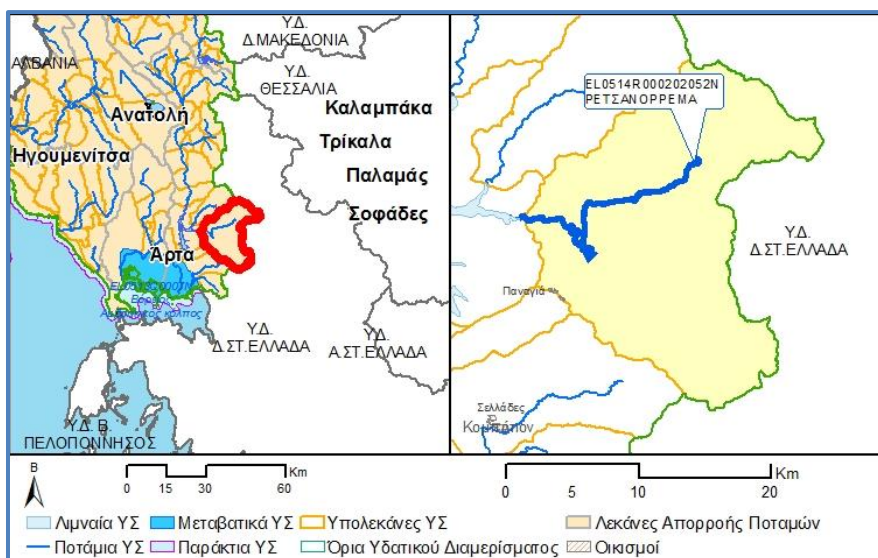 Υ.Δ.
Δ.ΜΑΚΕΔΟΝΙΑ
ΑΛΒΑΝΙΑ
Υ.Δ.
ΘΕΣΣΑΛΙΑ
Καλαμπάκα
Ανατολή
Τρίκαλα
Ηγουμενίτσα
Παλαμάς
Σοφάδες
Άρτα
Υ.Δ.
Δ.ΣΤ.ΕΛΛΑΔΑ
Υ.Δ.
Α.ΣΤ.ΕΛΛΑΔΑ
Υ.Δ. Β.
ΠΕΛΟΠΟΝΝΗΣΟΣ
EL0514R000202052N
ΡΕΤΣΑΝΟΡΡΕΜΑ
Υ.Δ.
Δ.ΣΤ.ΕΛΛΑΔΑ
Παναγιά
Σελλάδες
Β
Km
0 15 30 60
Km
0 5 10 20
Λιμναία ΥΣ Μεταβατικά ΥΣ Υπολεκάνες ΥΣ Λεκάνες Απορροής Ποταμών
Ποτάμια ΥΣ Παράκτια ΥΣ Όρια Υδατικού Διαμερίσματος Οικισμοί